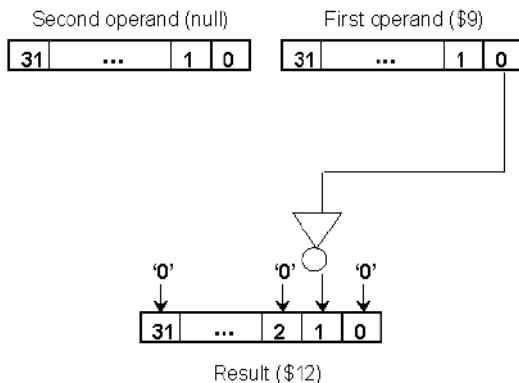 Second operand (null)
First operand ($9)
31 ... 1 0
31 ... 1 0
'0' '0' '0'
31 ... 2 1 0
Result ($12)